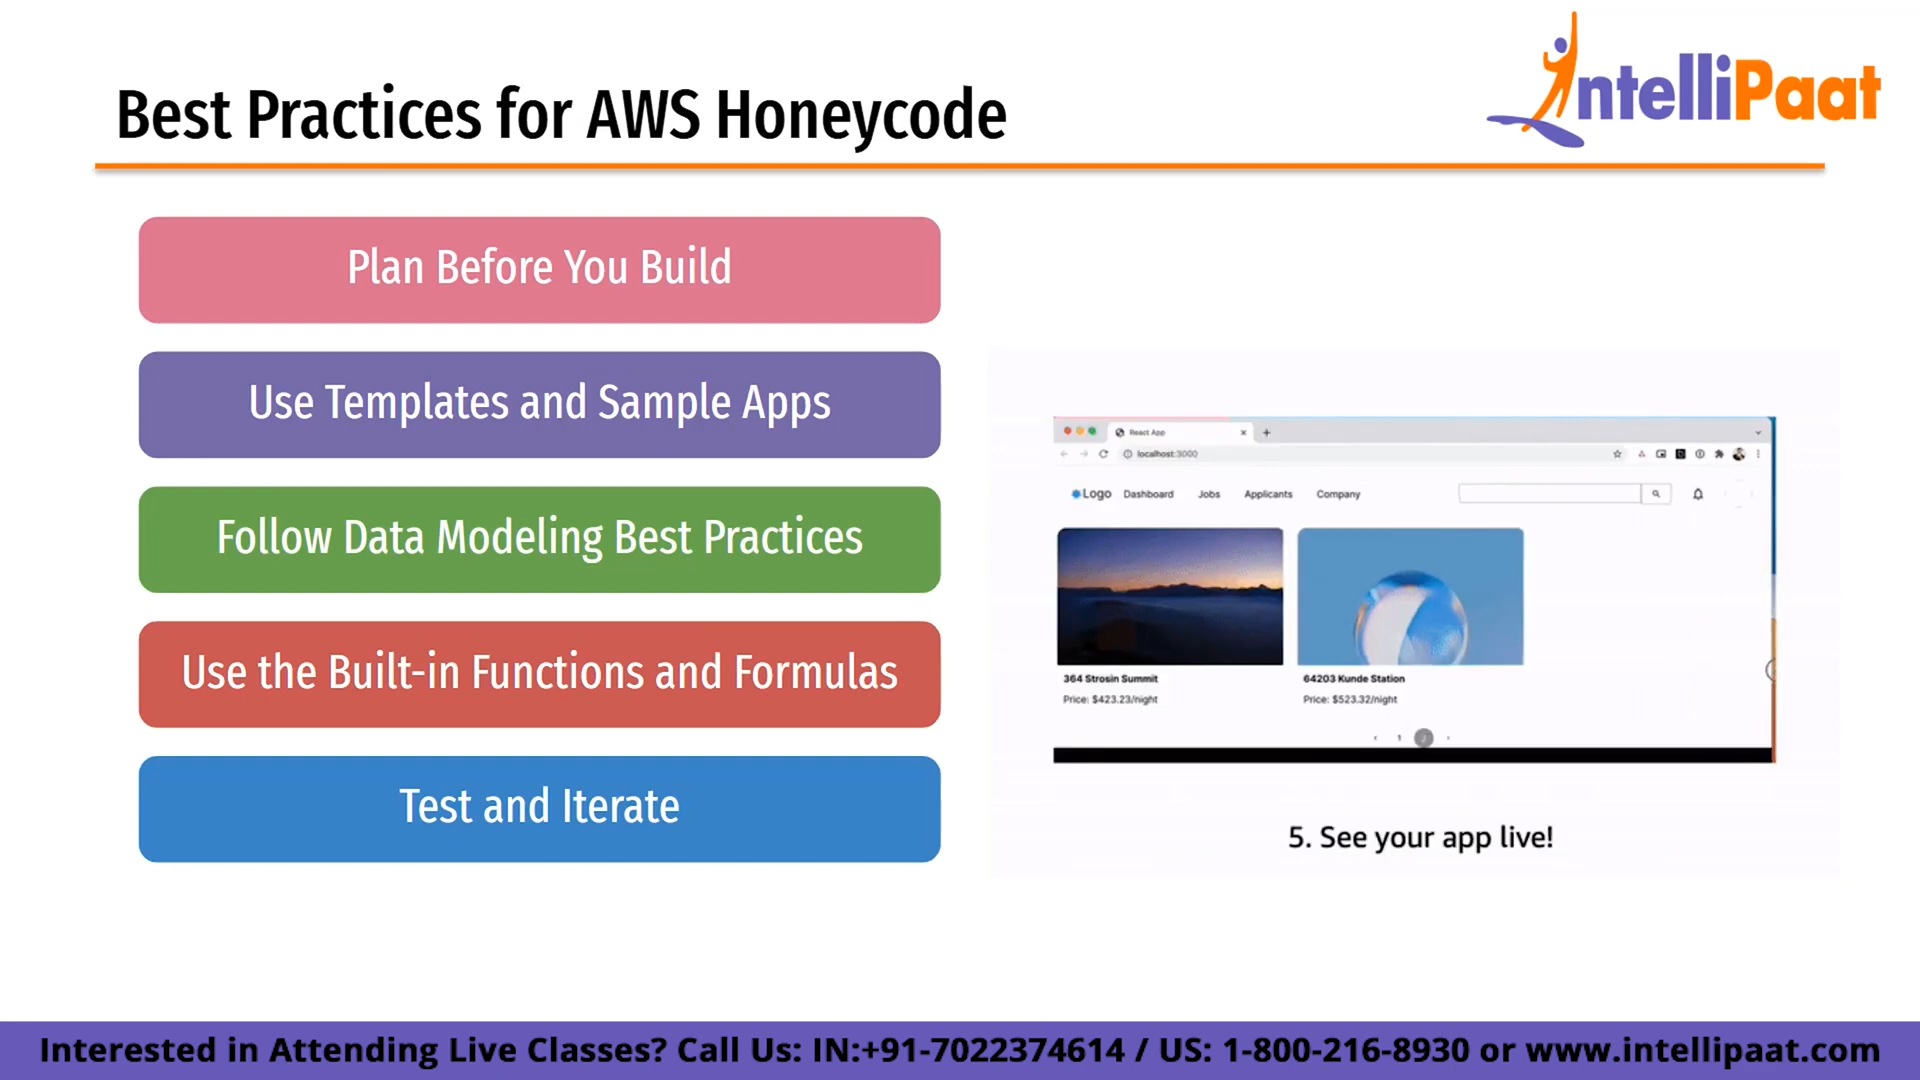 IntelliPaat
Best Practices for AWS Honeycode
Plan Before You Build
Use Templates and Sample Apps
Follow Data Modeling Best Practices
Use the Built-in Functions and Formulas
Test and Iterate
React App
localhost:3000
Logo Dashboard Jobs Applicants Company
364 Strosin Summit
Price: $423.23/night
64203 Kunde Station
Price: $523.32/night
1 2
5. See your app live!
Interested in Attending Live Classes? Call Us: IN:+91-7022374614 / US: 1-800-216-8930 or www.intellipaat.com